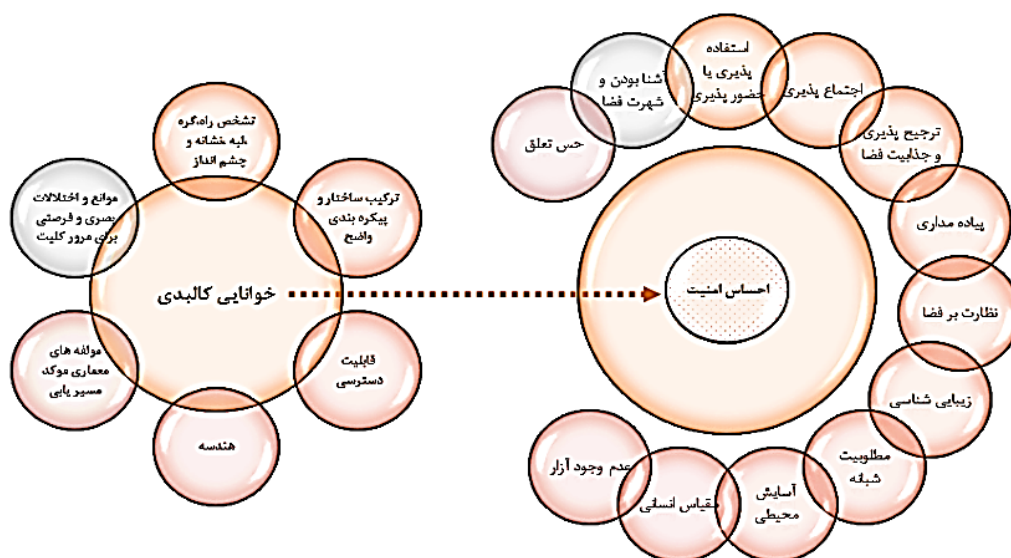 تشخص راه،گره
،لبه ،نشانه و
چشم انداز
ترکیب ساختار و
پیکره بندی
واضح
قابلیت
دسترسی
هندسه
مولفه های
معماری موکد
مسیر یابی
موانع و اختلالات
بصری و فرصتی
برای مرور کلیت
خوانایی کالبدی
احساس امنیت
حس تعلق
آشنا بودن و
شهرت فضا
استفاده
پذیری یا
حضور پذیری
اجتماع پذیری
ترجیح پذیری
و جذابیت فضا
پیاده مداری
نظارت بر فضا
زیبایی شناسی
مطلوبیت
شبانه
آسایش
محیطی
مقیاس انسانی
عدم وجود آزار